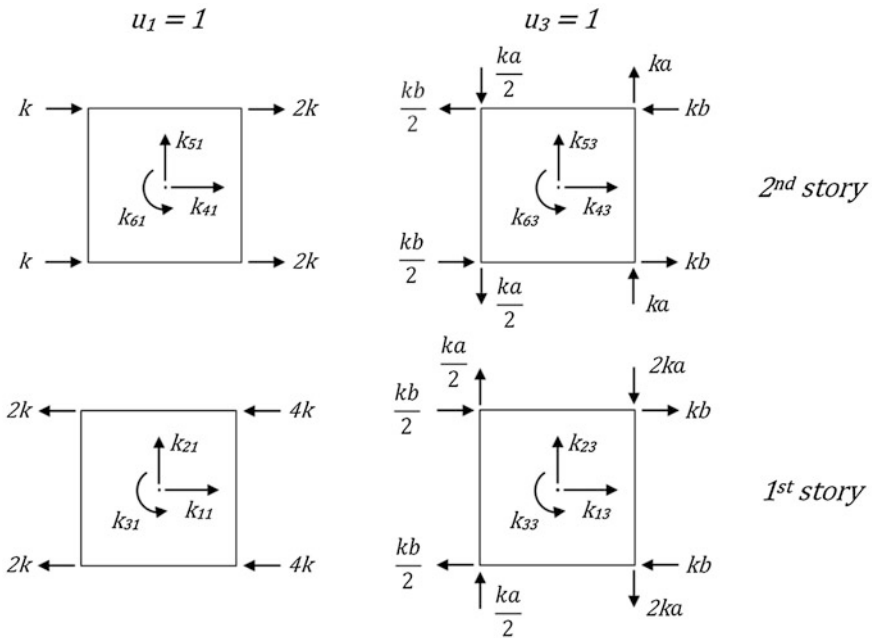 u₁ = 1
u₃ = 1
k
2k
k₅₁
k₄₁
k₆₁
k
2k
ka/2
ka
kb/2
kb
k₅₃
k₄₃
k₆₃
kb/2
kb
ka/2
ka
2nd story
2k
4k
k₂₁
k₁₁
k₃₁
2k
4k
ka/2
2ka
kb/2
kb
k₂₃
k₁₃
k₃₃
kb/2
kb
ka/2
2ka
1st story